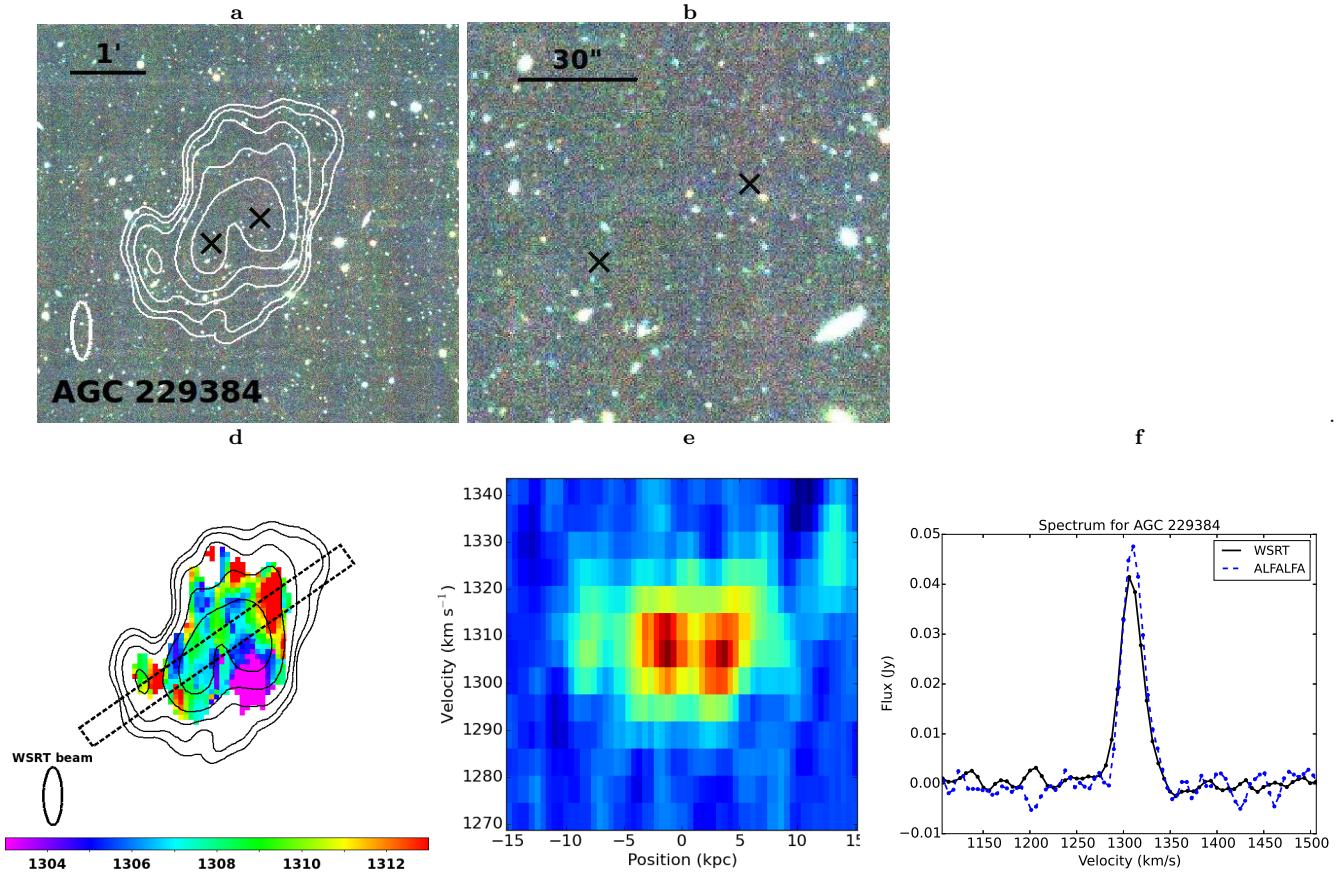 a
b
1'
30"
AGC 229384
.
d
e
f
WSRT beam
1304 1306 1308 1310 1312
1340
1330
1320
1310
1300
1290
1280
1270
Velocity (km s⁻¹)
−15 −10 −5 0 5 10 15
Position (kpc)
Spectrum for AGC 229384
WSRT
ALFALFA
0.05
0.04
0.03
0.02
0.01
0.00
−0.01
Flux (Jy)
1150 1200 1250 1300 1350 1400 1450 1500
Velocity (km/s)